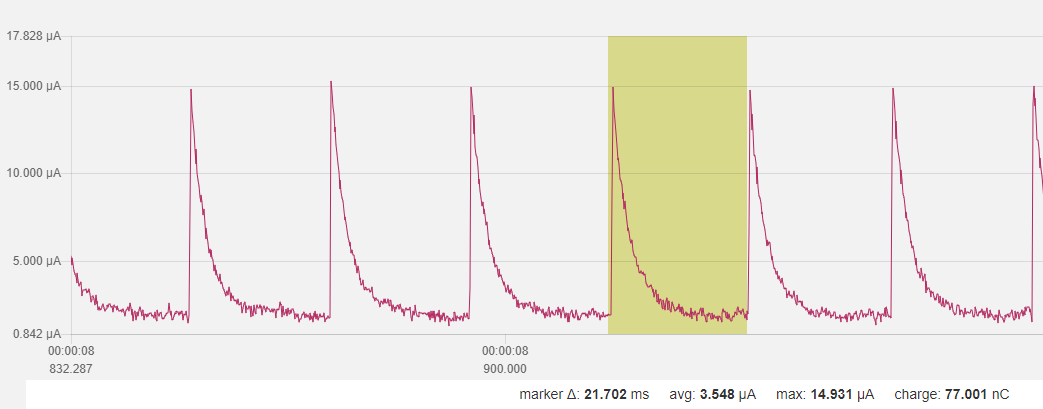 17.828 µA
15.000 µA
10.000 µA
5.000 µA
0.842 µA
00:00:08 00:00:08
832.287 900.000
marker Δ: 21.702 ms avg: 3.548 µA max: 14.931 µA charge: 77.001 nC